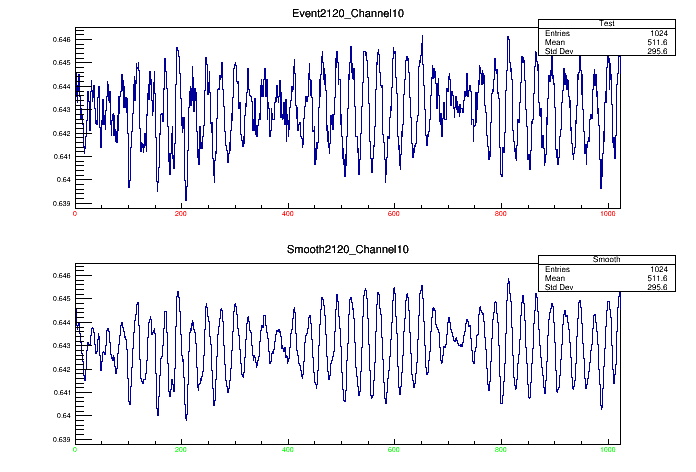 Event2120_Channel10
Test
Entries 1024
Mean 511.6
Std Dev 295.6
0.646
0.645
0.644
0.643
0.642
0.641
0.64
0.639
0 200 400 600 800 1000
Smooth2120_Channel10
Smooth
Entries 1024
Mean 511.6
Std Dev 295.6
0.646
0.645
0.644
0.643
0.642
0.641
0.64
0.639
0 200 400 600 800 1000